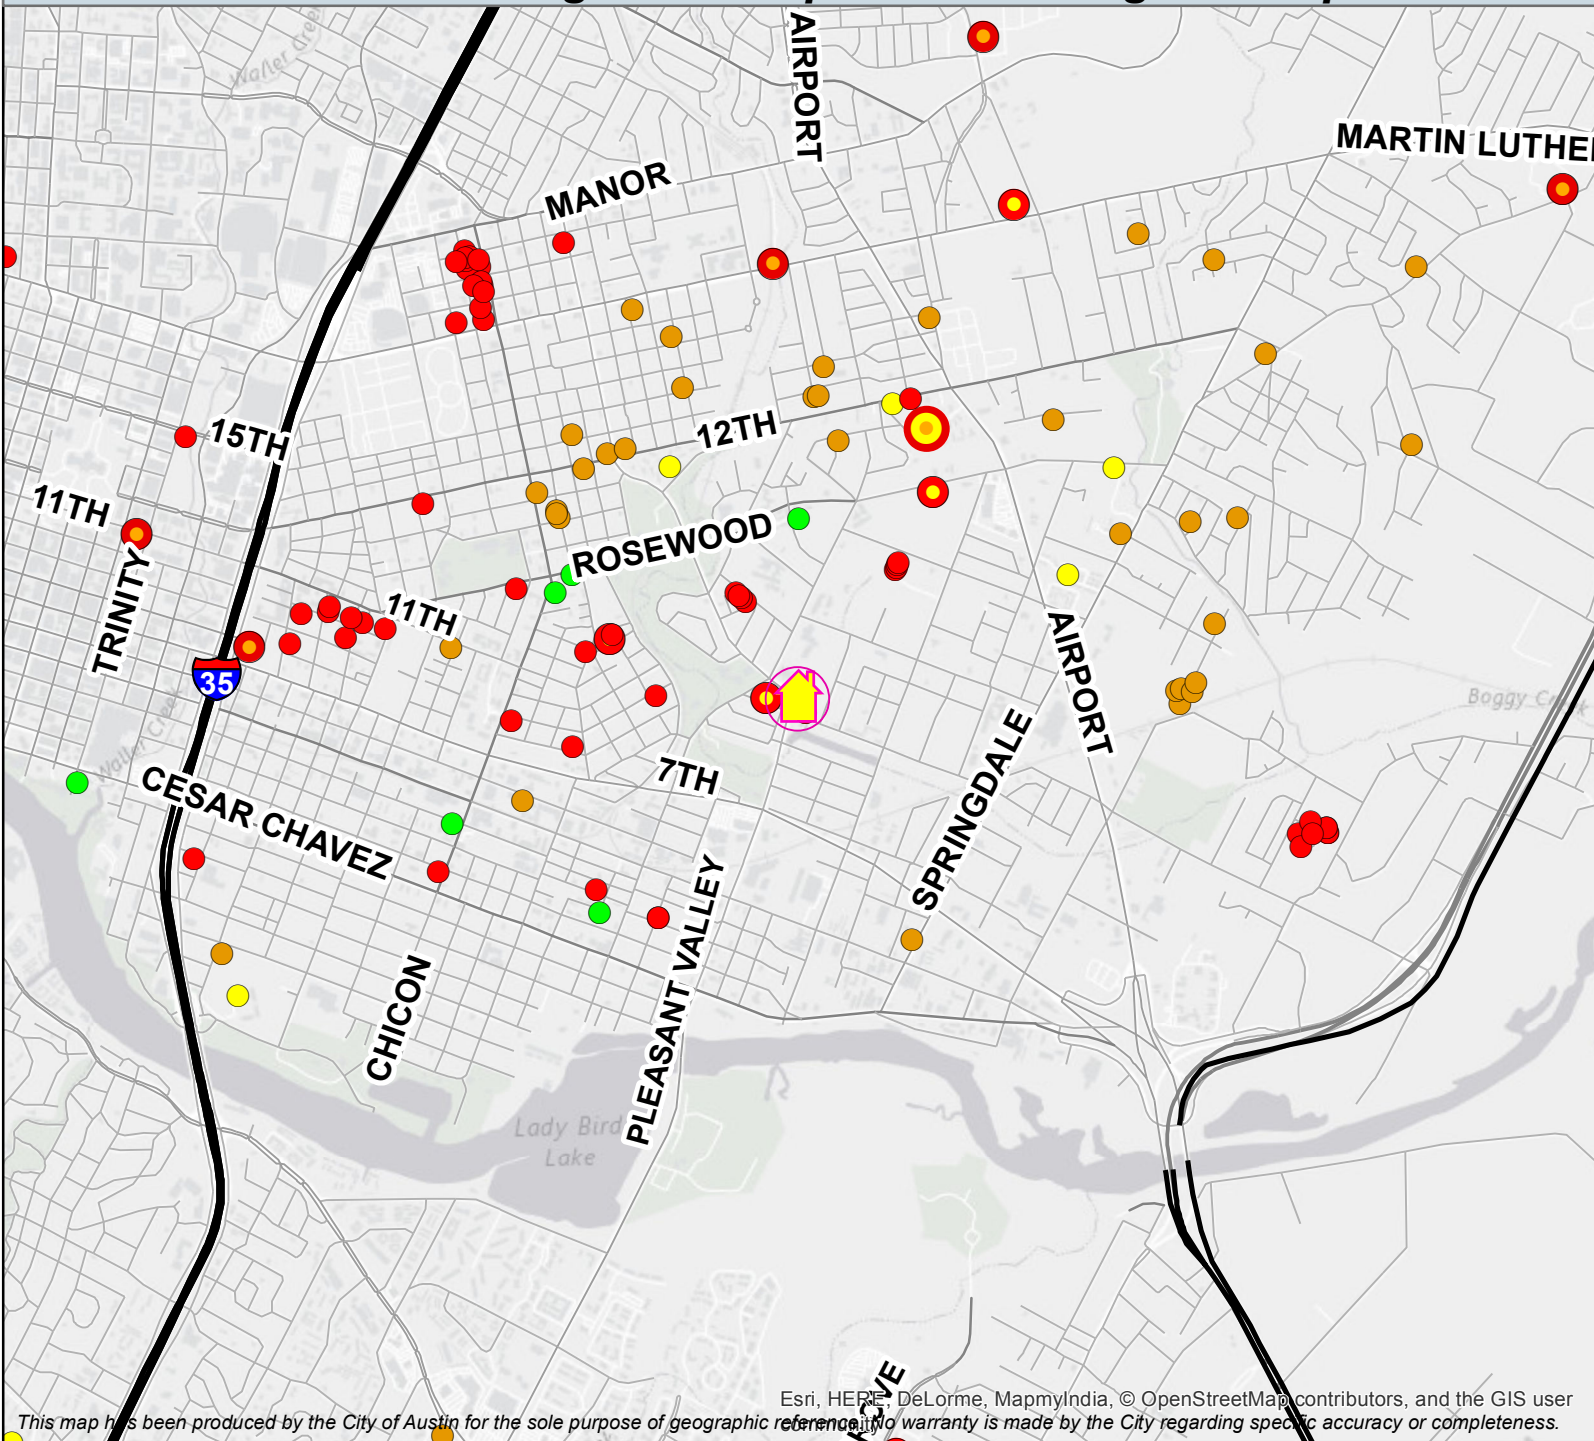 AIRPORT
Waller Creek
MARTIN LUTHE
MANOR
15TH
12TH
11TH
ROSEWOOD
TRINITY
11TH
AIRPORT
35
Boggy Creek
Waller Creek
7TH
CESAR CHAVEZ
SPRINGDALE
PLEASANT VALLEY
CHICON
Lady Bird
Lake
Esri, HERE, DeLorme, MapmyIndia, © OpenStreetMap contributors, and the GIS user
community
This map has been produced by the City of Austin for the sole purpose of geographic reference. No warranty is made by the City regarding specific accuracy or completeness.